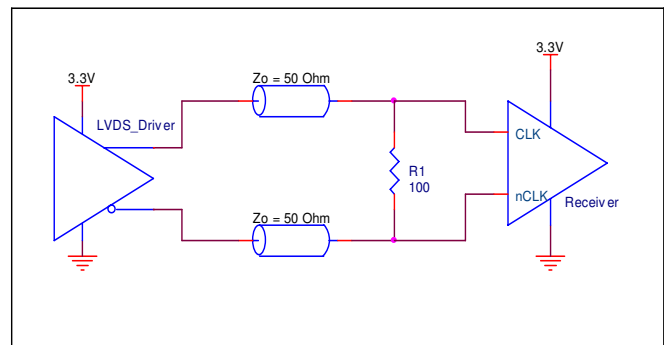 3.3V
LVDS_Driver
Zo = 50 Ohm
3.3V
CLK
R1
100
nCLK
Receiver
Zo = 50 Ohm